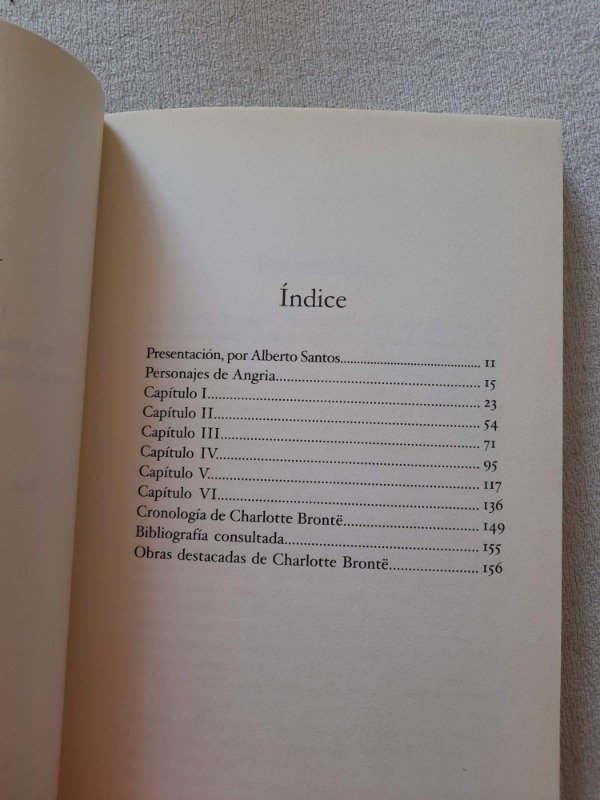 Índice
Presentación, por Alberto Santos 11
Personajes de Angria 15
Capítulo I 23
Capítulo II 54
Capítulo III 71
Capítulo IV 95
Capítulo V 117
Capítulo VI 136
Cronología de Charlotte Brontë 149
Bibliografía consultada 155
Obras destacadas de Charlotte Brontë 156